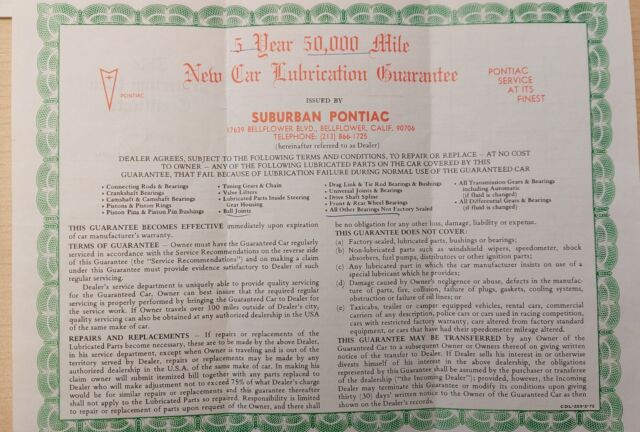 5 Year 50,000 Mile
New Car Lubrication Guarantee
PONTIAC
PONTIAC
SERVICE
AT ITS
FINEST
ISSUED BY
SUBURBAN PONTIAC
17639 BELLFLOWER BLVD., BELLFLOWER, CALIF. 90706
TELEPHONE: (213) 866-1725
(hereinafter referred to as Dealer)
DEALER AGREES, SUBJECT TO THE FOLLOWING TERMS AND CONDITIONS, TO REPAIR OR REPLACE — AT NO COST
TO OWNER — ANY OF THE FOLLOWING LUBRICATED PARTS ON THE CAR COVERED BY THIS
GUARANTEE, THAT FAIL BECAUSE OF LUBRICATION FAILURE DURING NORMAL USE OF THE GUARANTEED CAR
• Connecting Rods & Bearings
• Crankshaft Bearings
• Camshaft & Camshaft Bearings
• Pistons & Piston Rings
• Piston Pins & Piston Pin Bushings
• Timing Gears & Chain
• Valve Lifters
• Lubricated Parts Inside Steering
Gear Housing
• Ball Joints
• Drag Link & Tie Rod Bearings & Bushings
• Universal Joints & Bearings
• Drive Shaft Spline
• Front & Rear Wheel Bearings
• All Other Bearings Not Factory Sealed
• All Transmission Gears & Bearings
including Automatic
(if fluid is changed)
• All Differential Gears & Bearings
(if fluid is changed)
THIS GUARANTEE BECOMES EFFECTIVE immediately upon expiration
of car manufacturer's warranty.
TERMS OF GUARANTEE — Owner must have the Guaranteed Car regularly
serviced in accordance with the Service Recommendations on the reverse side
of this Guarantee (the "Service Recommendations") and on making a claim
under this Guarantee must provide evidence satisfactory to Dealer of such
regular servicing.
Dealer's service department is uniquely able to provide quality servicing
for the Guaranteed Car. Owner can best insure that the required regular
servicing is properly performed by bringing the Guaranteed Car to Dealer for
the service work. If Owner travels over 100 miles outside of Dealer's city,
quality servicing can also be obtained at any authorized dealership in the USA
of the same make of car.
REPAIRS AND REPLACEMENTS — If repairs or replacements of the
Lubricated Parts become necessary, these are to be made by the above Dealer,
in his service department, except when Owner is traveling and is out of the
territory served by Dealer, repairs or replacements may be made by any
authorized dealership in the U.S.A. of the same make of car. In making his
claim owner will submit itemized bill together with any parts replaced to
Dealer who will make adjustment not to exceed 75% of what Dealer's charge
would be for similar repairs or replacements and this guarantee thereafter
shall not apply to the Lubricated Parts so repaired. Responsibility is limited
to repair or replacement of parts upon request of the Owner, and there shall
be no obligation for any other loss, damage, liability or expense.
THIS GUARANTEE DOES NOT COVER:
(a) Factory-sealed, lubricated parts, bushings or bearings;
(b) Non-lubricated parts such as windshield wipers, speedometer, shock
absorbers, fuel pumps, distributors or other ignition parts;
(c) Any lubricated part in which the car manufacturer insists on use of a
special lubricant which he provides;
(d) Damage caused by Owner's negligence or abuse, defects in the manufac-
ture of parts, fire, collision, failure of plugs, gaskets, cooling systems,
obstruction or failure of oil lines; or
(e) Taxicabs, trailer or camper equipped vehicles, rental cars, commercial
carriers of any description, police cars or cars used in racing competition,
cars with restricted factory warranty, cars altered from factory standard
equipment, or cars that have had their speedometer mileage altered.
THIS GUARANTEE MAY BE TRANSFERRED by any Owner of the
Guaranteed Car to a subsequent Owner or Owners thereof on giving written
notice of the transfer to Dealer. If Dealer sells his interest in or otherwise
divests himself of his interest in the above dealership, the obligations
represented by this Guarantee shall be assumed by the purchaser or transferee
of the dealership ("the Incoming Dealer"); provided, however, the Incoming
Dealer may terminate this Guarantee or modify its conditions upon giving
thirty (30) days' written notice to the Owner of the Guaranteed Car as then
shown on the Dealer's records.